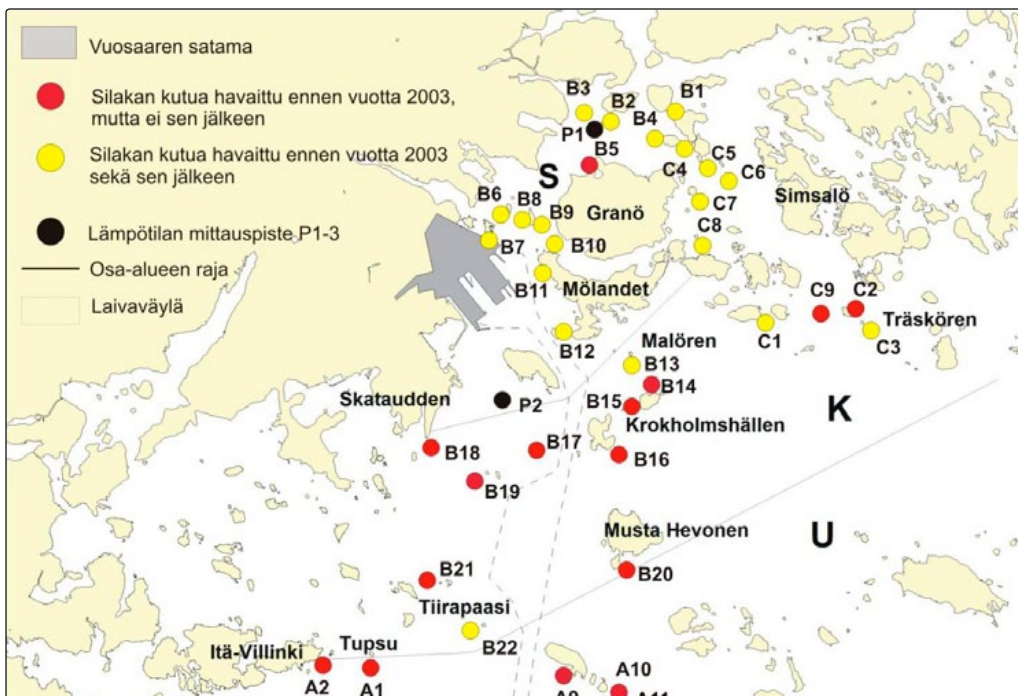 Vuosaaren satama
Silakan kutua havaittu ennen vuotta 2003,
mutta ei sen jälkeen
Silakan kutua havaittu ennen vuotta 2003
sekä sen jälkeen
Lämpötilan mittauspiste P1-3
Osa-alueen raja
Laivaväylä
B3
B2
B1
P1
B4
B5
S
C4
C5
C6
Simsalö
C7
B6
B8
B9
Granö
C8
B7
B10
B11
Mölandet
C9
C2
Träskören
C1
C3
B12
Malören
B13
B14
Skataudden
P2
B15
K
Krokholmshällen
B17
B18
B16
B19
Musta Hevonen
U
B21
B20
Tiirapaasi
B22
Itä-Villinki
Tupsu
A2
A1
A10
A9
A11